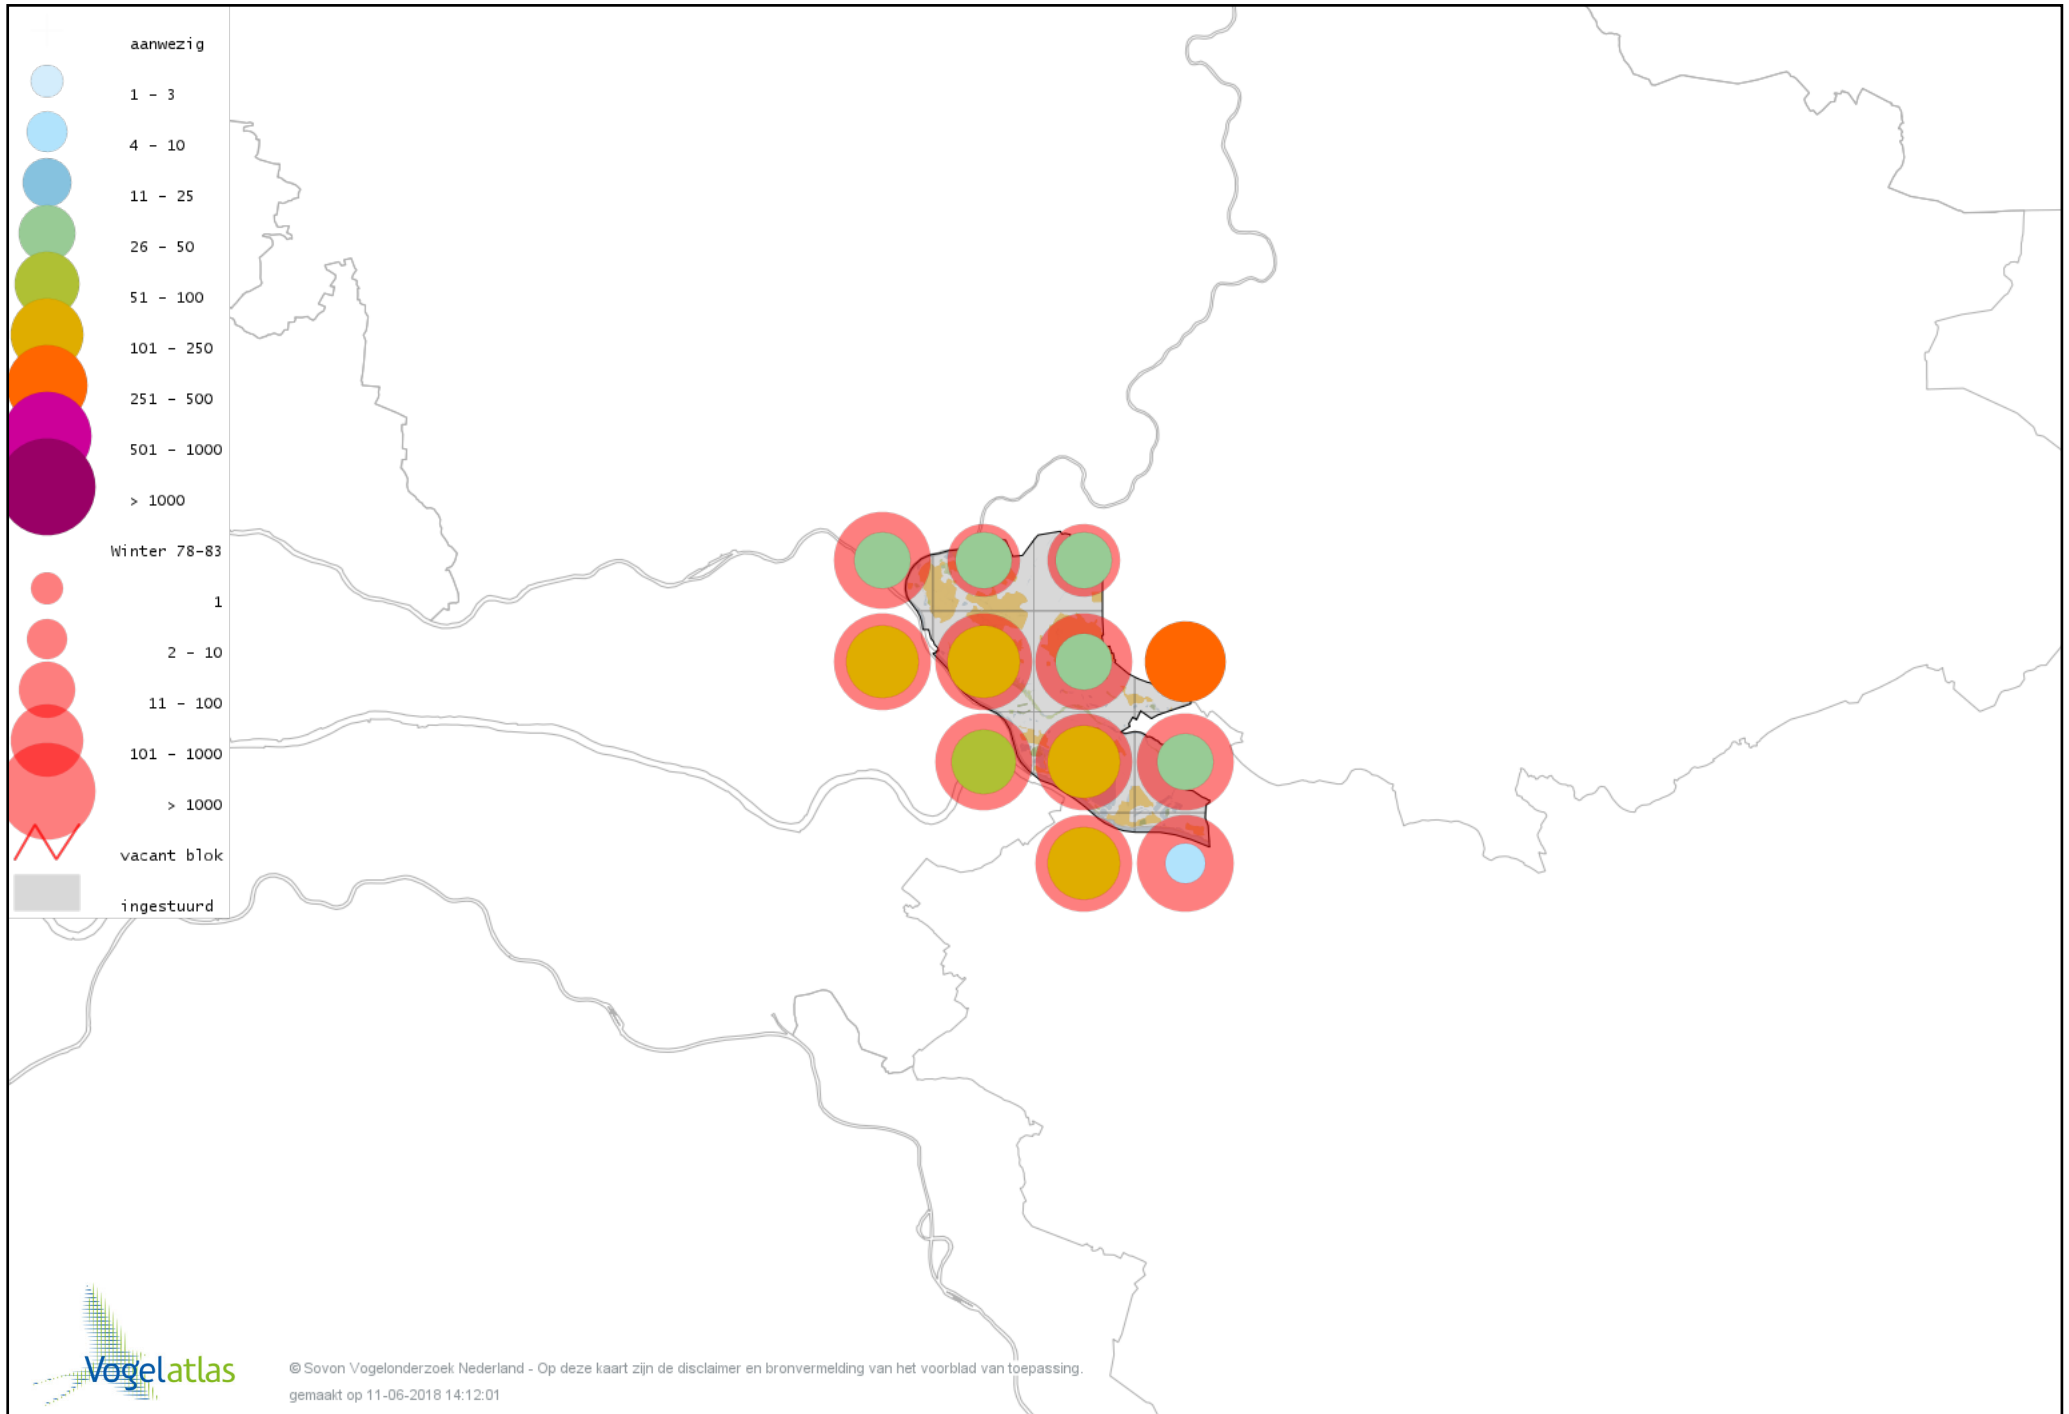 aanwezig
1 - 3
4 - 10
11 - 25
26 - 50
51 - 100
101 - 250
251 - 500
501 - 1000
> 1000
Winter 78-83
1
2 - 10
11 - 100
101 - 1000
> 1000
vacant blok
ingestuurd
Vogelatlas
© Sovon Vogelonderzoek Nederland - Op deze kaart zijn de disclaimer en bronvermelding van het voorblad van toepassing.
gemaakt op 11-06-2018 14:12:01